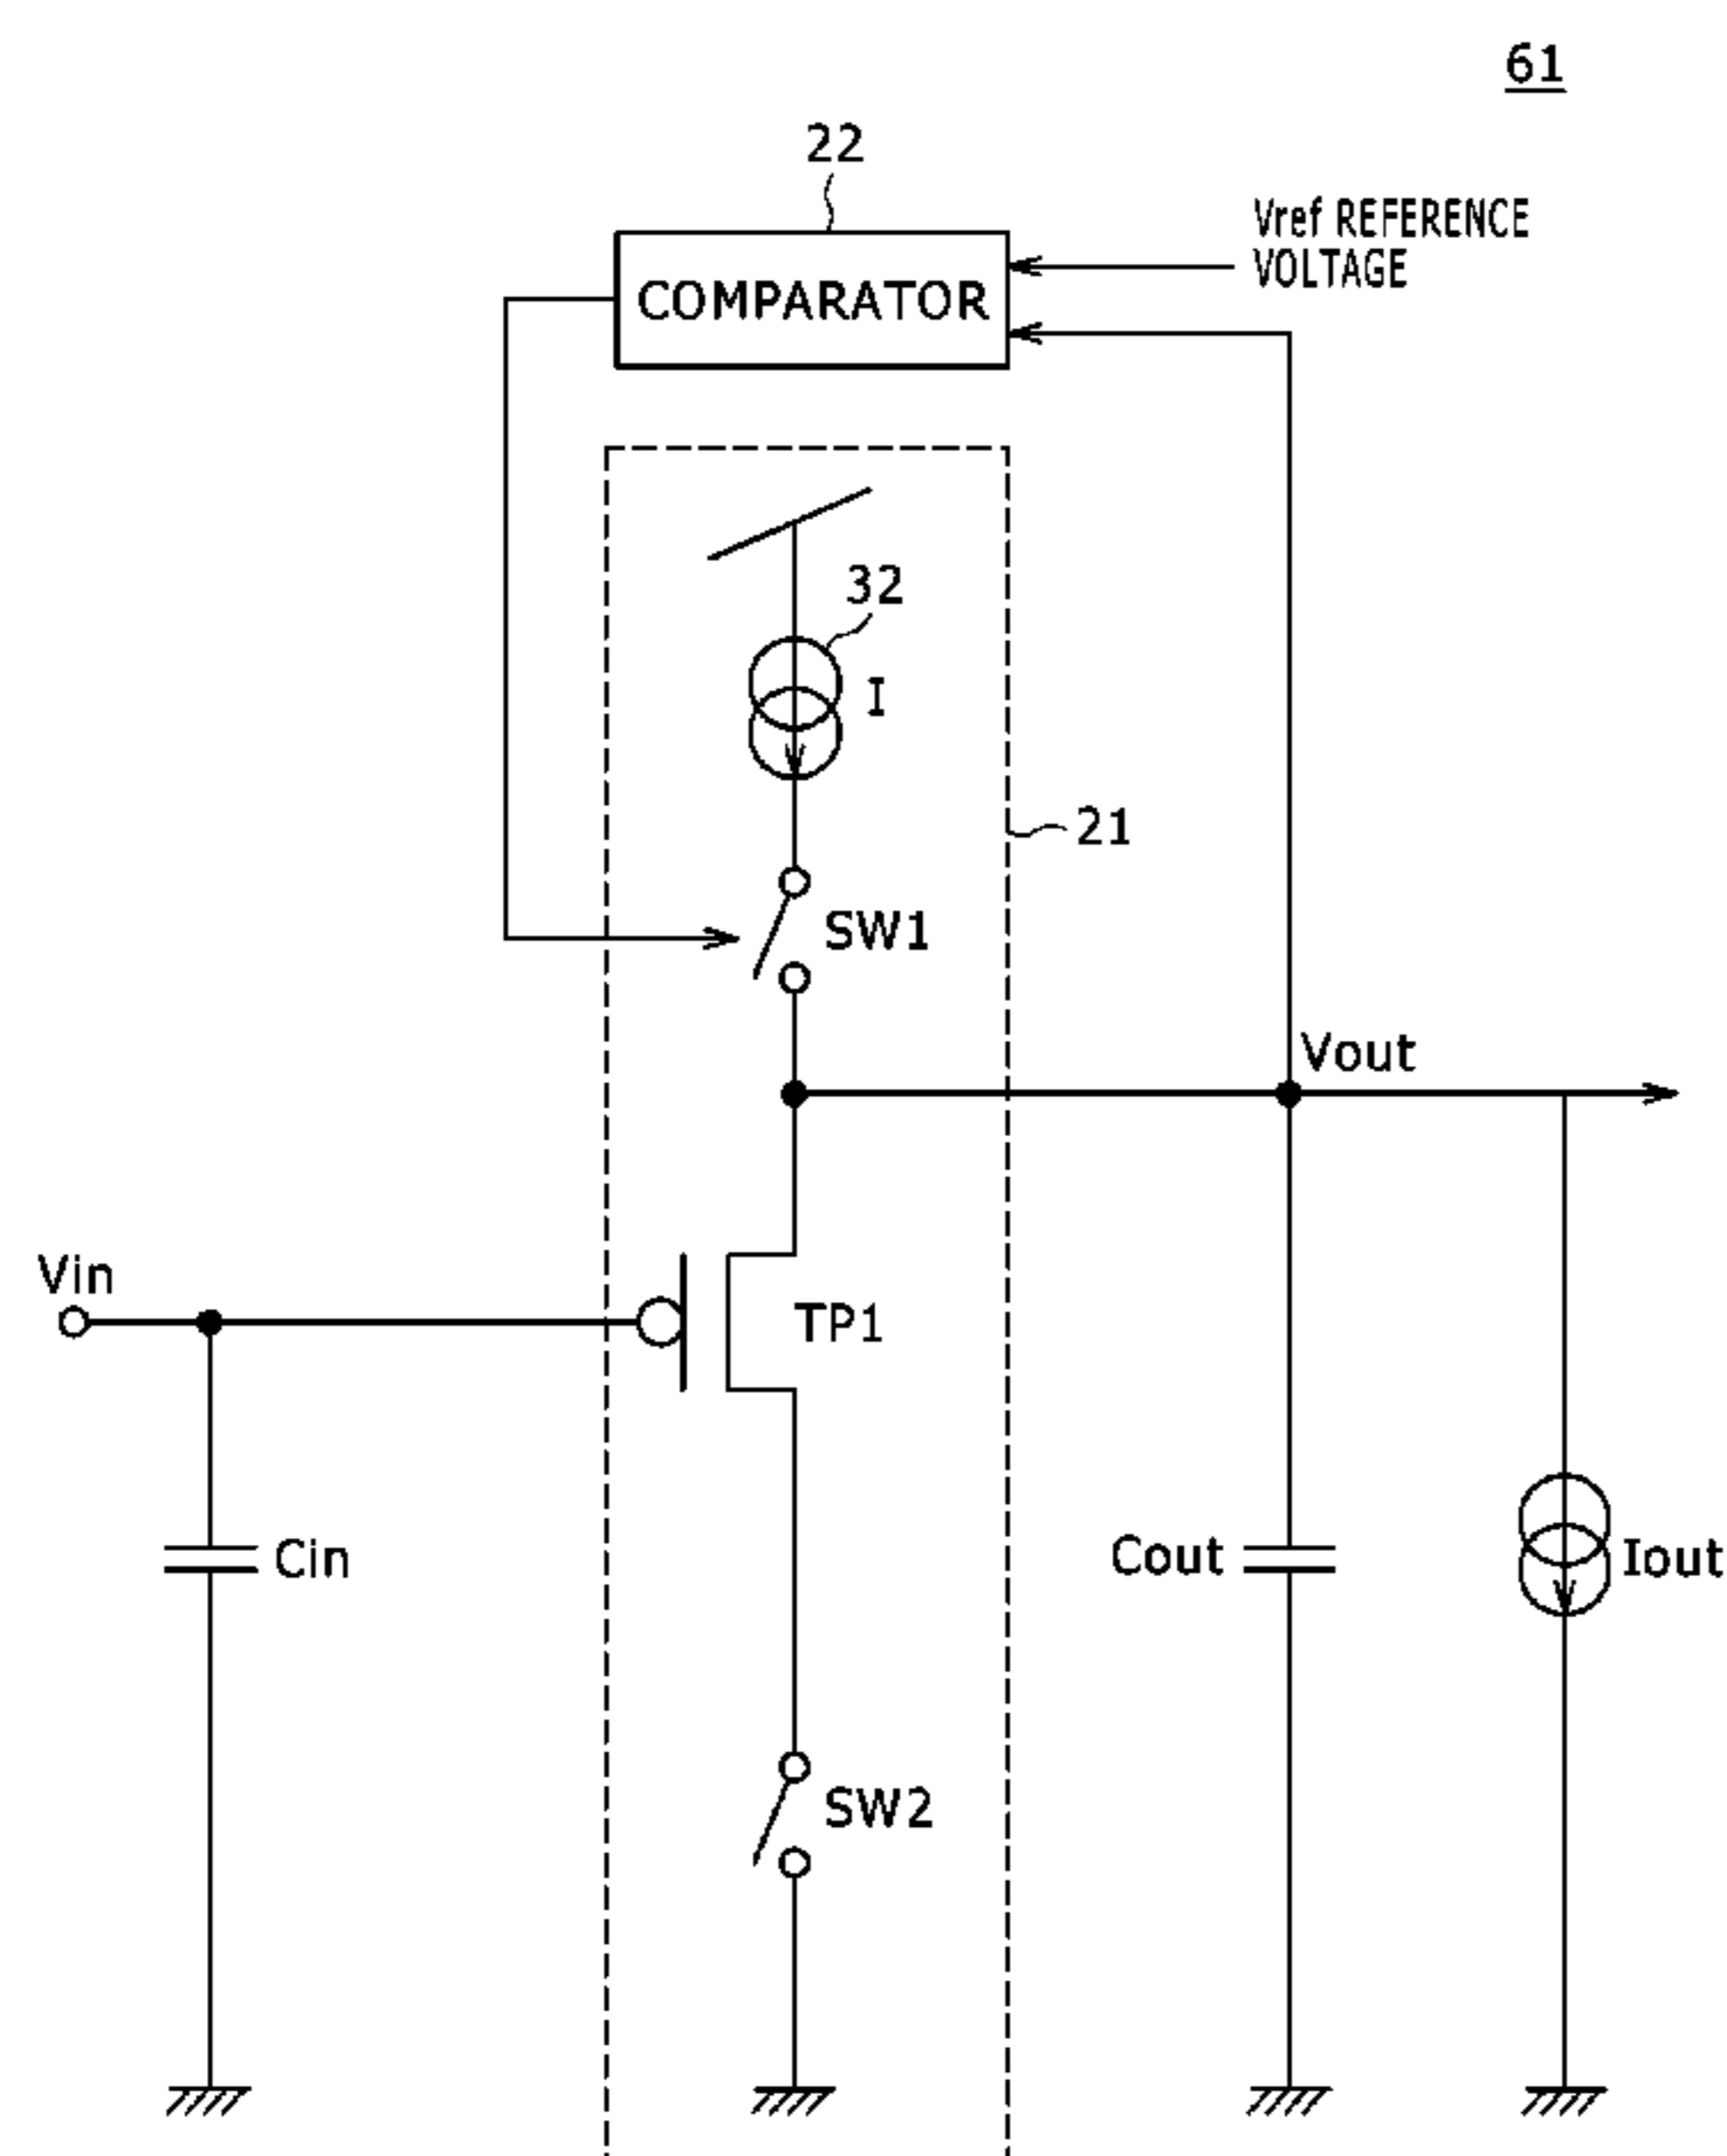 61
22
Vref REFERENCE
VOLTAGE
COMPARATOR
32
I
21
SW1
Vout
Vin
TP1
Cin
Cout
Iout
SW2